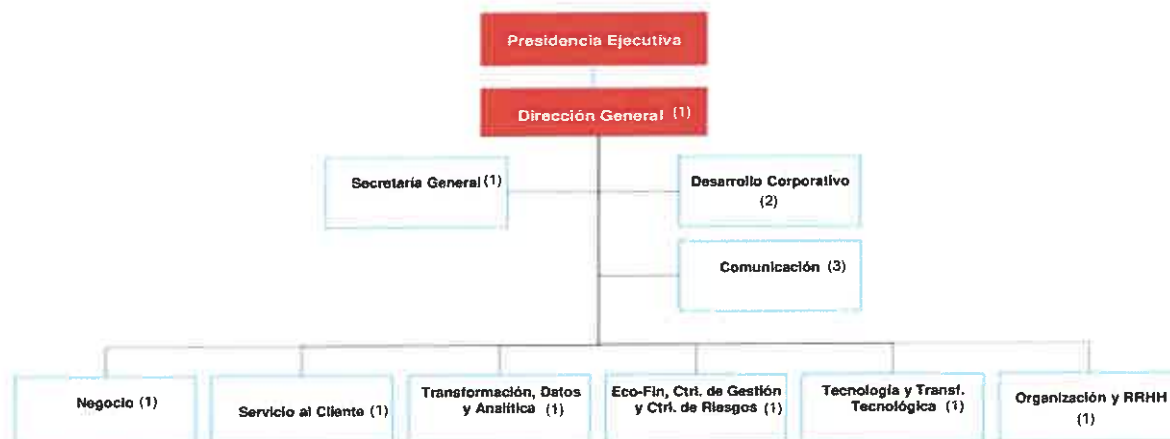 Presidencia Ejecutiva
Dirección General (1)
Secretaría General (1)
Desarrollo Corporativo
(2)
Comunicación (3)
Negocio (1)
Servicio al Cliente (1)
Transformación, Datos
y Analítica (1)
Eco-Fin, Ctrl. de Gestión
y Ctrl. de Riesgos (1)
Tecnología y Transf.
Tecnológica (1)
Organización y RRHH
(1)